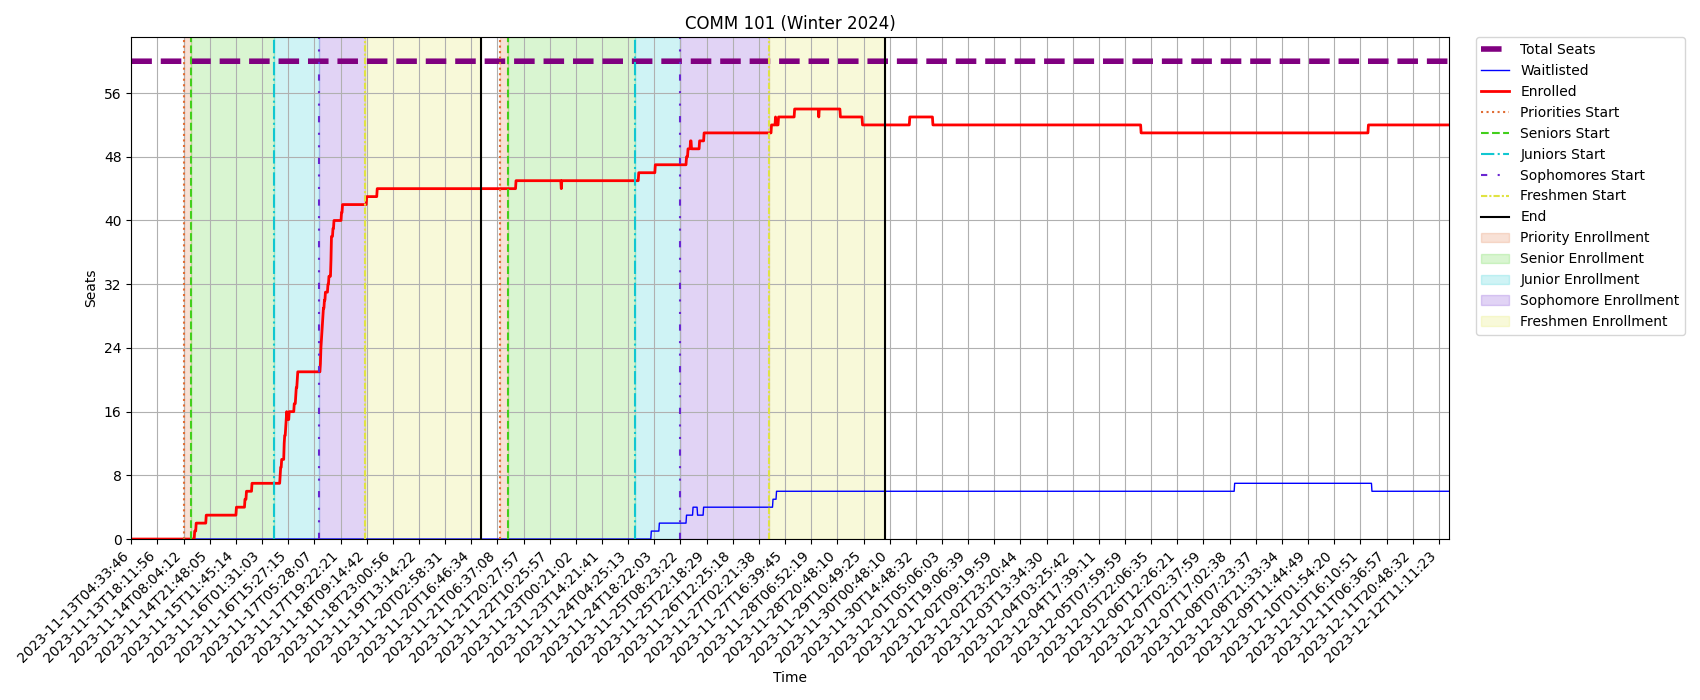 COMM 101 (Winter 2024)
Seats
56
48
40
32
24
16
8
0
2023-11-13T04:33:46
2023-11-13T18:11:56
2023-11-14T08:04:12
2023-11-14T21:48:05
2023-11-15T11:45:14
2023-11-16T01:31:03
2023-11-16T15:27:13
2023-11-17T05:28:07
2023-11-17T19:22:21
2023-11-18T09:14:42
2023-11-18T23:00:56
2023-11-19T13:14:22
2023-11-20T02:58:31
2023-11-20T16:46:34
2023-11-21T06:37:08
2023-11-21T20:27:57
2023-11-22T10:25:57
2023-11-23T00:21:02
2023-11-23T14:21:41
2023-11-24T04:25:13
2023-11-24T18:22:03
2023-11-25T08:23:22
2023-11-25T22:18:29
2023-11-26T12:25:18
2023-11-27T02:21:38
2023-11-27T16:39:45
2023-11-28T06:52:19
2023-11-28T20:48:10
2023-11-29T10:49:25
2023-11-30T00:48:10
2023-11-30T14:48:32
2023-12-01T05:06:03
2023-12-01T19:06:39
2023-12-02T09:19:59
2023-12-02T23:20:44
2023-12-03T13:34:30
2023-12-04T03:25:42
2023-12-04T17:39:11
2023-12-05T07:59:59
2023-12-05T22:06:35
2023-12-06T12:26:21
2023-12-07T02:37:59
2023-12-07T17:02:38
2023-12-08T07:23:37
2023-12-08T21:33:34
2023-12-09T11:44:49
2023-12-10T01:54:20
2023-12-10T16:10:51
2023-12-11T06:36:57
2023-12-11T20:48:32
2023-12-12T11:11:23
Time
Total Seats
Waitlisted
Enrolled
Priorities Start
Seniors Start
Juniors Start
Sophomores Start
Freshmen Start
End
Priority Enrollment
Senior Enrollment
Junior Enrollment
Sophomore Enrollment
Freshmen Enrollment